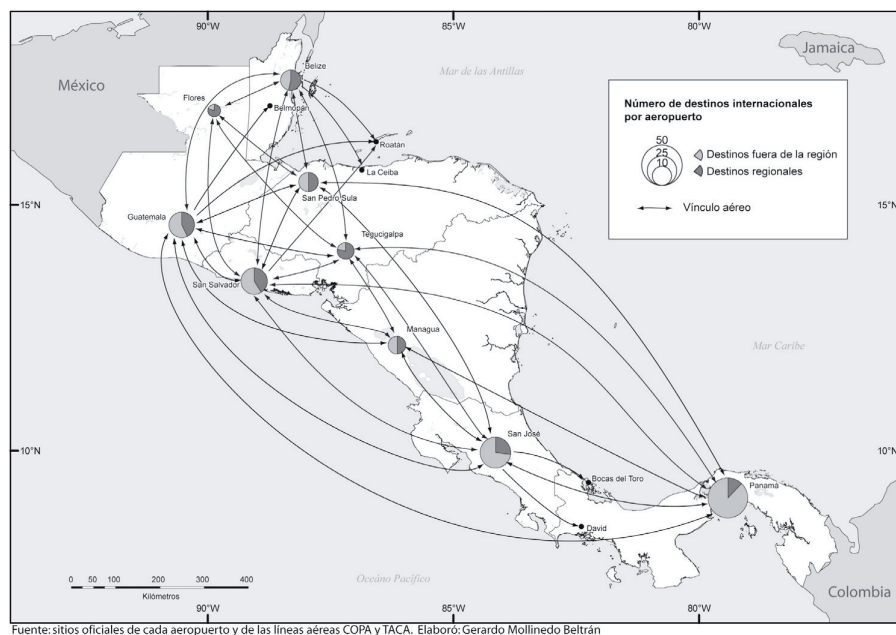 90°W
85°W
80°W
Jamaica
México
Mar de las Antillas
Belize
Flores
Belmopán
Roatán
La Ceiba
San Pedro Sula
Número de destinos internacionales
por aeropuerto
50
25
10
Destinos fuera de la región
Destinos regionales
Vínculo aéreo
15°N
15°N
Guatemala
Tegucigalpa
San Salvador
Managua
Mar Caribe
10°N
10°N
San José
Bocas del Toro
Panamá
David
Océano Pacífico
Colombia
0 50 100 200 300 400
Kilómetros
90°W
85°W
80°W
Fuente: sitios oficiales de cada aeropuerto y de las líneas aéreas COPA y TACA. Elaboró: Gerardo Mollinedo Beltrán